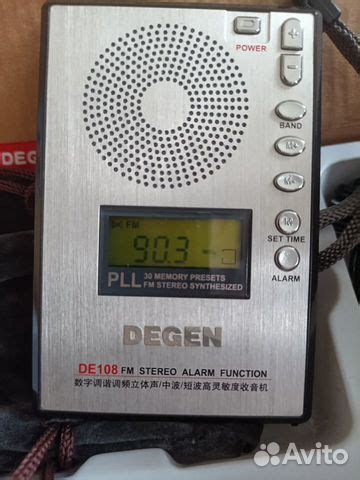 POWER
+
−
BAND
DEGEN
M+
M-
FM
90.3
M
SET TIME
PLL 30 MEMORY PRESETS
FM STEREO SYNTHESIZED
ALARM
DEGEN
DE108 FM STEREO ALARM FUNCTION
数字调谐调频立体声/中波/短波高灵敏度收音机
Avito